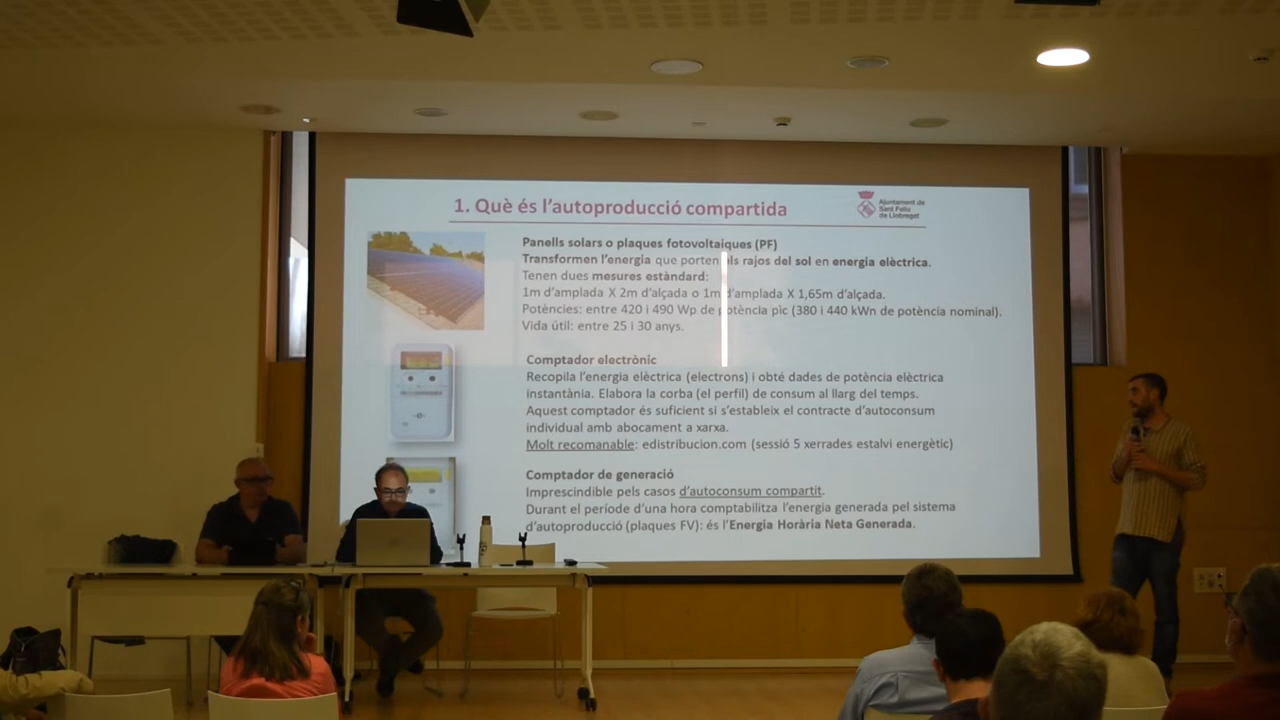 1. Què és l'autoproducció compartida
Ajuntament de
Sant Feliu
de Llobregat
Panells solars o plaques fotovoltaiques (PF)
Transformen l'energia que porten els rajos del sol en energia elèctrica.
Tenen dues mesures estàndard:
1m d'amplada X 2m d'alçada o 1m d'amplada X 1,65m d'alçada.
Potències: entre 420 i 490 Wp de potència pic (380 i 440 kWn de potència nominal).
Vida útil: entre 25 i 30 anys.
Comptador electrònic
Recopila l'energia elèctrica (electrons) i obté dades de potència elèctrica
instantània. Elabora la corba (el perfil) de consum al llarg del temps.
Aquest comptador és suficient si s'estableix el contracte d'autoconsum
individual amb abocament a xarxa.
Molt recomanable: edistribucion.com (sessió 5 xerrades estalvi energètic)
Comptador de generació
Imprescindible pels casos d'autoconsum compartit.
Durant el període d'una hora comptabilitza l'energia generada pel sistema
d'autoproducció (plaques FV): és l'Energia Horària Neta Generada.